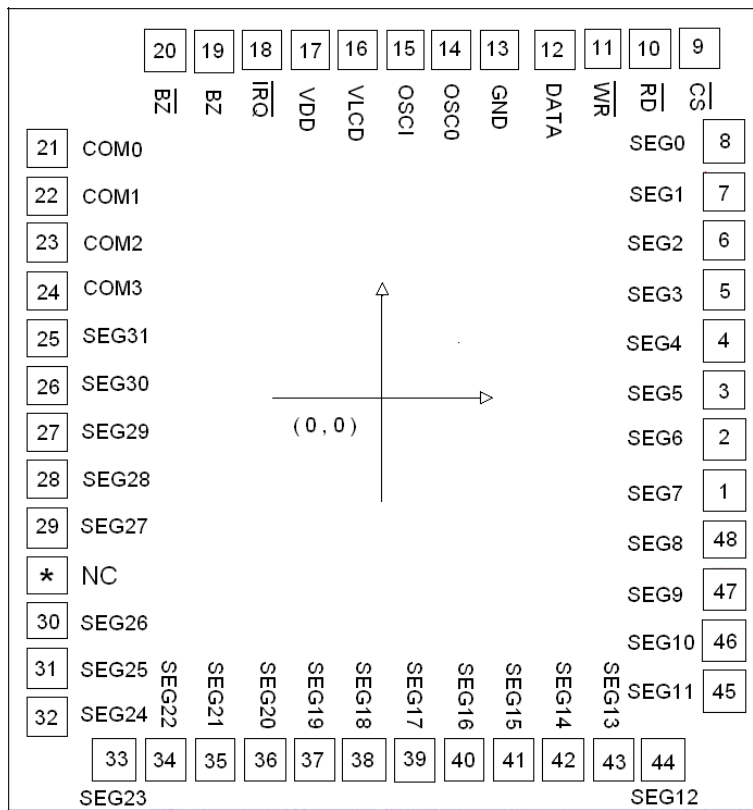 20 19 18 17 16 15 14 13 12 11 10 9
BZ BZ IRQ VDD VLCD OSCI OSC0 GND DATA WR RD CS
21 COM0 SEG0 8
22 COM1 SEG1 7
23 COM2 SEG2 6
24 COM3 SEG3 5
25 SEG31 SEG4 4
26 SEG30 SEG5 3
27 SEG29 (0,0) SEG6 2
28 SEG28 SEG7 1
29 SEG27 SEG8 48
* NC SEG9 47
30 SEG26 SEG10 46
31 SEG25 SEG11 45
32 SEG24
SEG22 SEG21 SEG20 SEG19 SEG18 SEG17 SEG16 SEG15 SEG14 SEG13
33 34 35 36 37 38 39 40 41 42 43 44
SEG23 SEG12